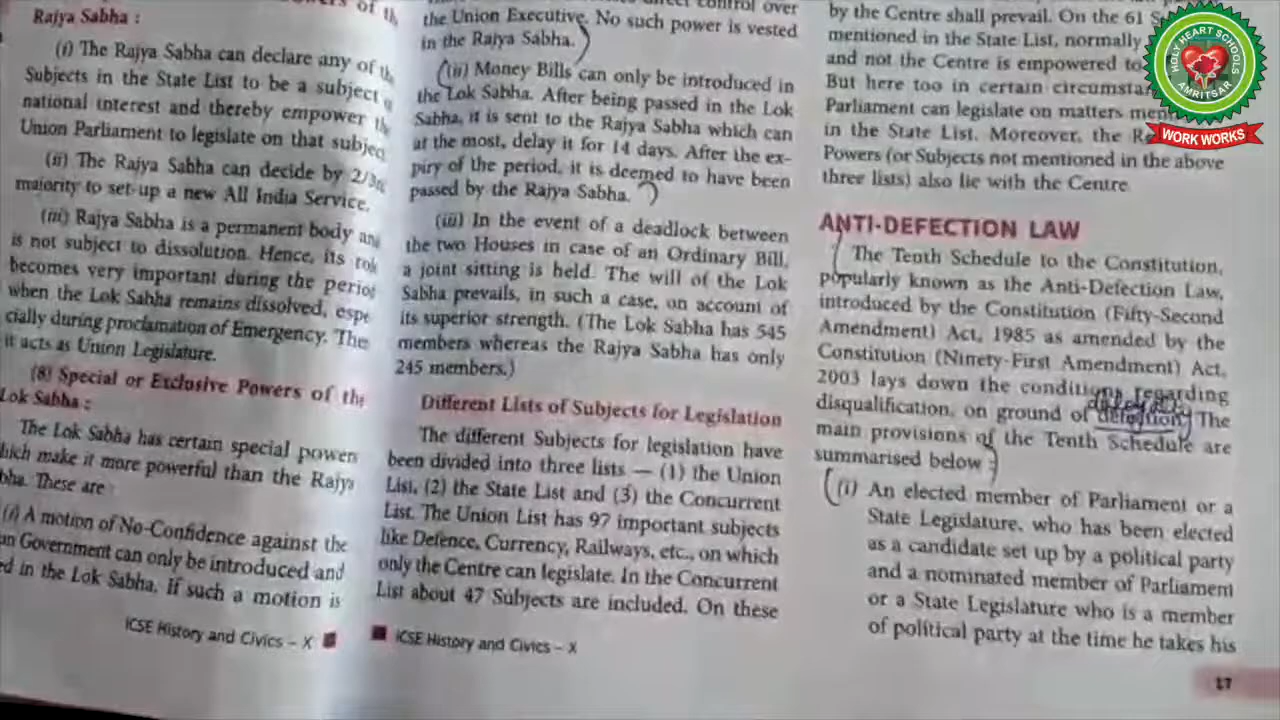 Rajya Sabha :
(i) The Rajya Sabha can declare any of the
Subjects in the State List to be a subject
national interest and thereby empower
Union Parliament to legislate on that subject
(ii) The Rajya Sabha can decide by 2/3rd
majority to set-up a new All India Service.
(iii) Rajya Sabha is a permanent body and
is not subject to dissolution. Hence, its role
becomes very important during the period
when the Lok Sabha remains dissolved, espe
cially during proclamation of Emergency. The
it acts as Union Legislature.
(8) Special or Exclusive Powers of the
Lok Sabha :
The Lok Sabha has certain special powers
which make it more powerful than the Rajya
bha. These are
(i) A motion of No-Confidence against the
an Government can only be introduced and
ed in the Lok Sabha. If such a motion is
ICSE History and Civics – X
control over
the Union Executive. No such power is vested
in the Rajya Sabha.
(ii) Money Bills can only be introduced in
the Lok Sabha. After being passed in the Lok
Sabha, it is sent to the Rajya Sabha which can
at the most, delay it for 14 days. After the ex-
piry of the period, it is deemed to have been
passed by the Rajya Sabha.
(iii) In the event of a deadlock between
the two Houses in case of an Ordinary Bill,
a joint sitting is held. The will of the Lok
Sabha prevails, in such a case, on account of
its superior strength. (The Lok Sabha has 545
members whereas the Rajya Sabha has only
245 members.)
Different Lists of Subjects for Legislation
The different Subjects for legislation have
been divided into three lists — (1) the Union
List, (2) the State List and (3) the Concurrent
List. The Union List has 97 important subjects
like Defence, Currency, Railways, etc., on which
only the Centre can legislate. In the Concurrent
List about 47 Subjects are included. On these
ICSE History and Civics – X
by the Centre shall prevail. On the 61
mentioned in the State List, normally
and not the Centre is empowered to
But here too in certain
Parliament can legislate on matters
in the State List. Moreover, the
Powers (or Subjects not mentioned in the above
three lists) also lie with the Centre
ANTI-DEFECTION LAW
The Tenth Schedule to the Constitution,
popularly known as the Anti-Defection Law,
introduced by the Constitution (Fifty-Second
Amendment) Act, 1985 as amended by the
Constitution (Ninety-First Amendment) Act,
2003 lays down the conditions regarding
disqualification, on ground of defection. The
main provisions of the Tenth Schedule are
summarised below :
(i) An elected member of Parliament or a
State Legislature, who has been elected
as a candidate set up by a political party
and a nominated member of Parliament
or a State Legislature who is a member
of political party at the time he takes his
17
HOLY HEART SCHOOLS
AMRITSAR
WORK WORKS